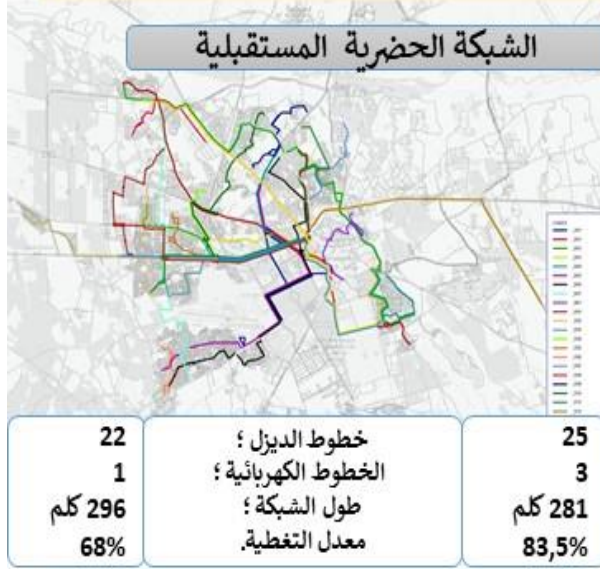 الشبكة الحضرية المستقبلية
25 خطوط الديزل ؛ 22
3 الخطوط الكهربائية ؛ 1
281 كلم طول الشبكة ؛ 296 كلم
83,5% معدل التغطية. 68%